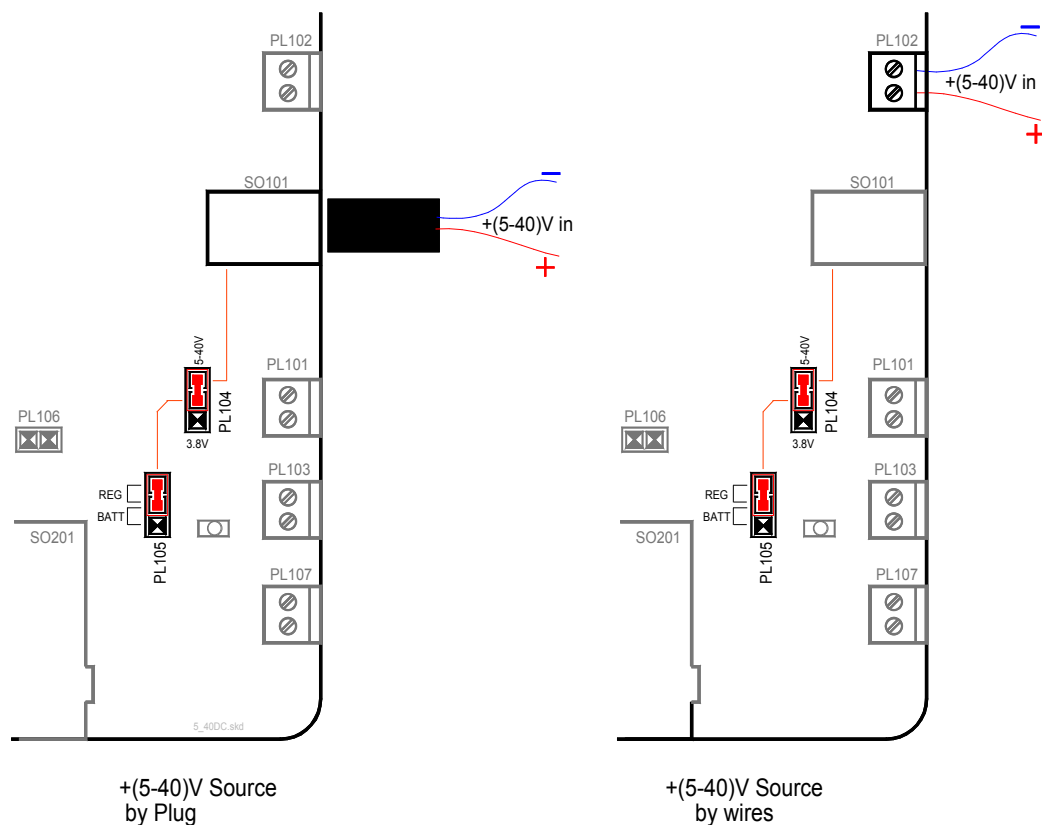 PL102
+(5-40)V in
SO101
5-40V
PL104
3.8V
PL101
PL106
REG
BATT
PL105
PL103
SO201
PL107
5_40DC.skd
+(5-40)V Source
by Plug
PL102
+(5-40)V in
SO101
5-40V
PL104
3.8V
PL101
PL106
REG
BATT
PL105
PL103
SO201
PL107
+(5-40)V Source
by wires